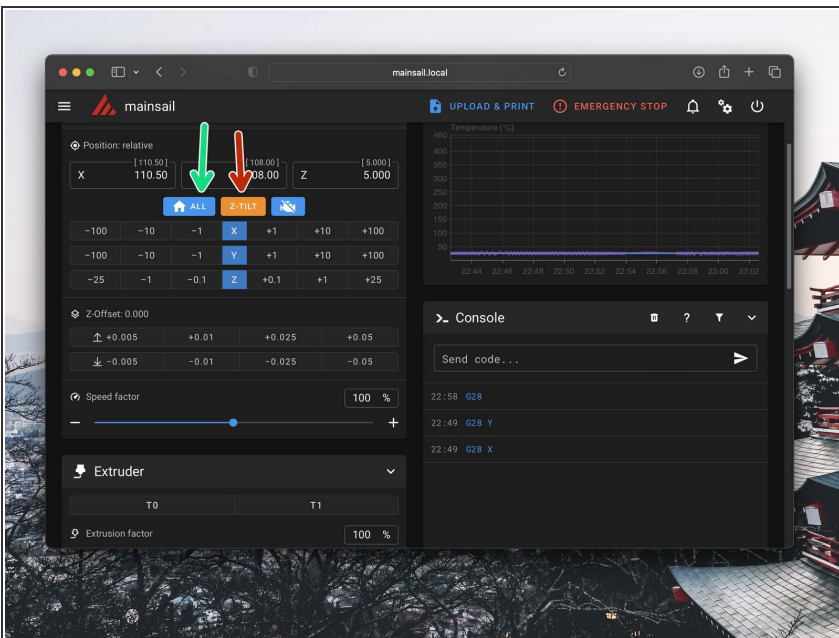 mainsail.local
mainsail
UPLOAD & PRINT
EMERGENCY STOP
Position: relative
[110.50]
X 110.50
[108.00]
08.00
[5.000]
Z 5.000
ALL
Z-TILT
-100 -10 -1 X +1 +10 +100
-100 -10 -1 Y +1 +10 +100
-25 -1 -0.1 Z +0.1 +1 +25
Z-Offset: 0.000
+0.005 +0.01 +0.025 +0.05
-0.005 -0.01 -0.025 -0.05
Speed factor 100 %
Extruder
T0 T1
Extrusion factor 100 %
Temperature [°C]
460
400
350
300
250
200
150
100
50
22:44 22:46 22:48 22:50 22:52 22:54 22:56 22:58 23:00 23:02
>_ Console
Send code...
22:58 G28
22:49 G28 Y
22:49 G28 X